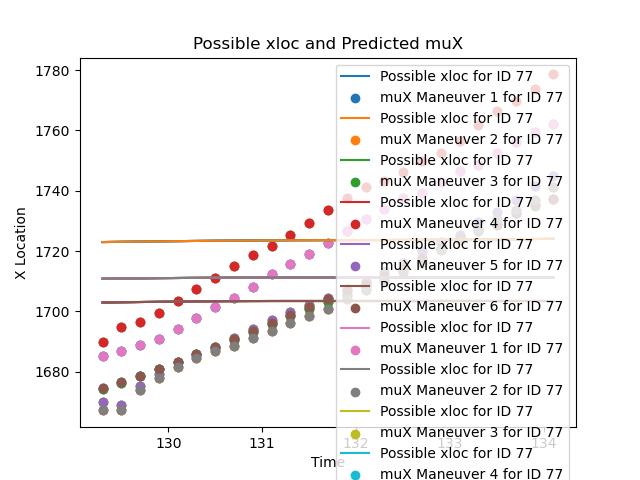 Possible xloc and Predicted muX
1780
1760
1740
1720
1700
1680
X Location
130
131
132
133
134
Time
Possible xloc for ID 77
muX Maneuver 1 for ID 77
Possible xloc for ID 77
muX Maneuver 2 for ID 77
Possible xloc for ID 77
muX Maneuver 3 for ID 77
Possible xloc for ID 77
muX Maneuver 4 for ID 77
Possible xloc for ID 77
muX Maneuver 5 for ID 77
Possible xloc for ID 77
muX Maneuver 6 for ID 77
Possible xloc for ID 77
muX Maneuver 1 for ID 77
Possible xloc for ID 77
muX Maneuver 2 for ID 77
Possible xloc for ID 77
muX Maneuver 3 for ID 77
Possible xloc for ID 77
muX Maneuver 4 for ID 77